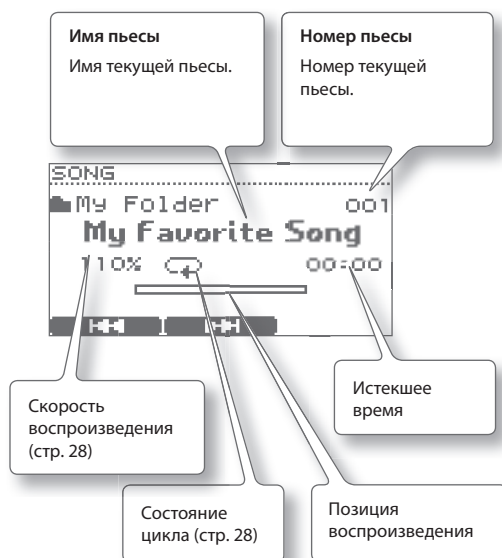 Имя пьесы
Имя текущей пьесы.
Номер пьесы
Номер текущей
пьесы.
SONG
My Folder 001
My Favorite Song
110% 00:00
Скорость
воспроизведения
(стр. 28)
Состояние
цикла (стр. 28)
Позиция
воспроизведения
Истекшее
время